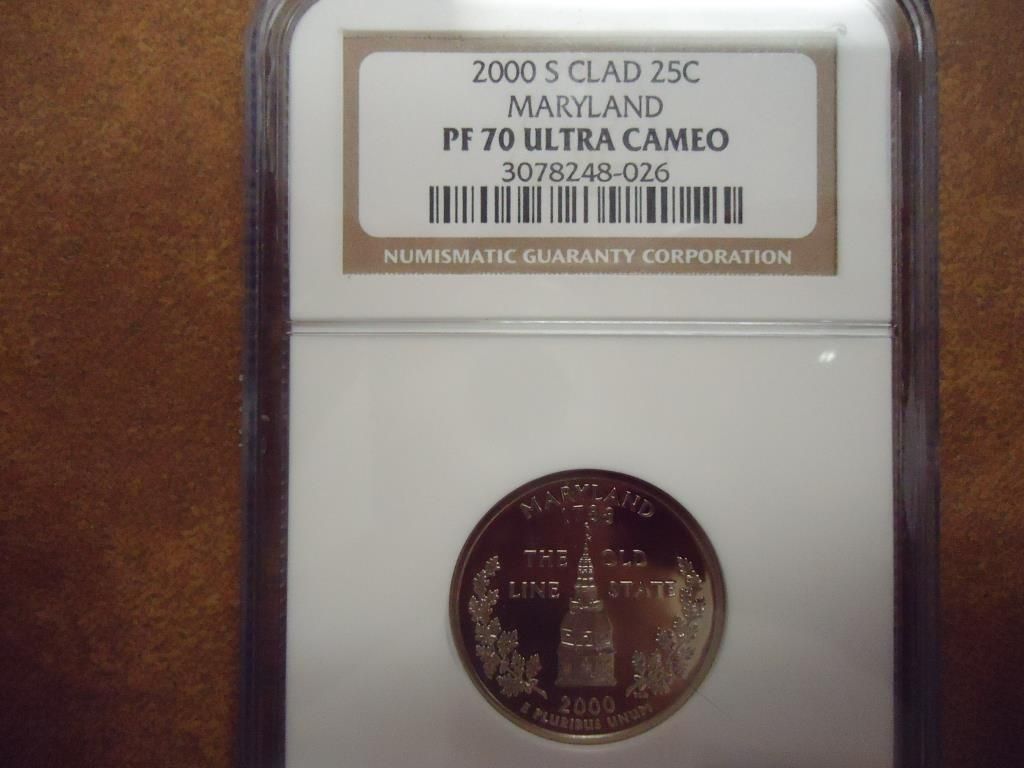 2000 S CLAD 25C
MARYLAND
PF 70 ULTRA CAMEO
3078248-026
NUMISMATIC GUARANTY CORPORATION
MARYLAND
1788
THE OLD
LINE STATE
2000
E PLURIBUS UNUM